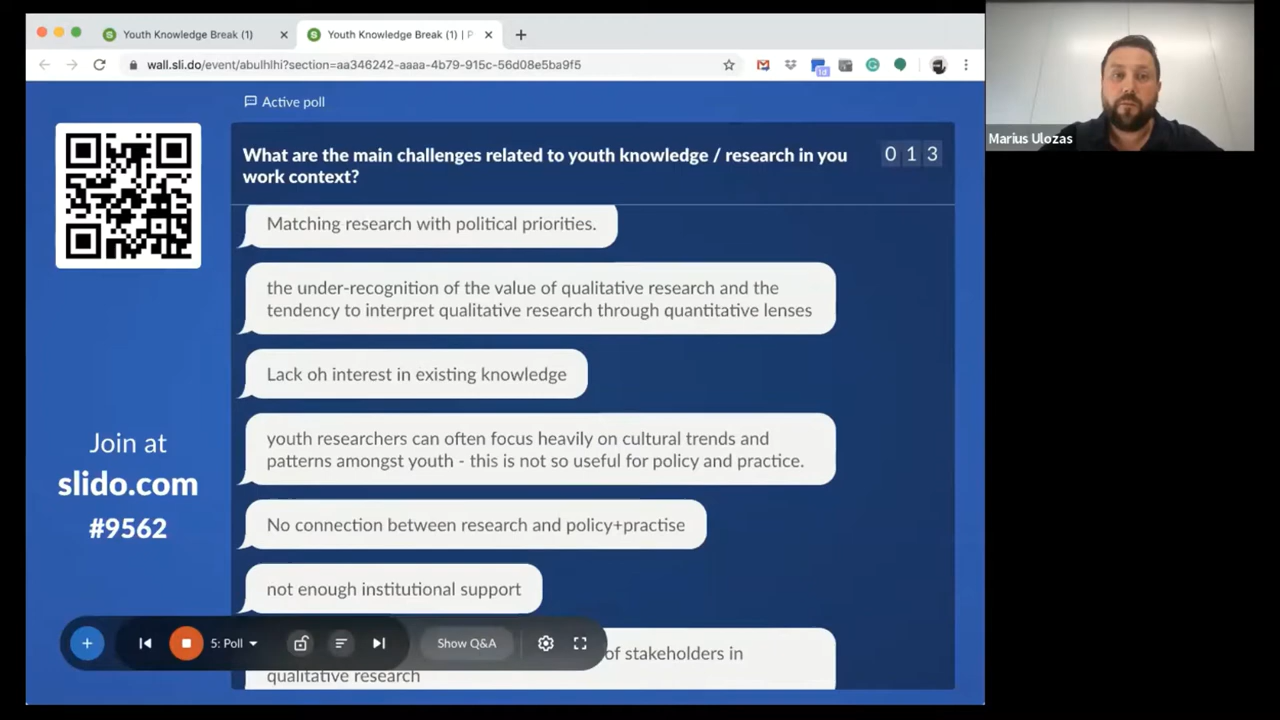 Youth Knowledge Break (1)
Youth Knowledge Break (1) | P
wall.sli.do/event/abulhlhi?section=aa346242-aaaa-4b79-915c-56d08e5ba9f5
Active poll
What are the main challenges related to youth knowledge / research in you
work context?
0 1 3
Matching research with political priorities.
the under-recognition of the value of qualitative research and the
tendency to interpret qualitative research through quantitative lenses
Lack oh interest in existing knowledge
youth researchers can often focus heavily on cultural trends and
patterns amongst youth - this is not so useful for policy and practice.
No connection between research and policy+practise
not enough institutional support
of stakeholders in
qualitative research
Join at
slido.com
#9562
5: Poll
Show Q&A
Marius Ulozas